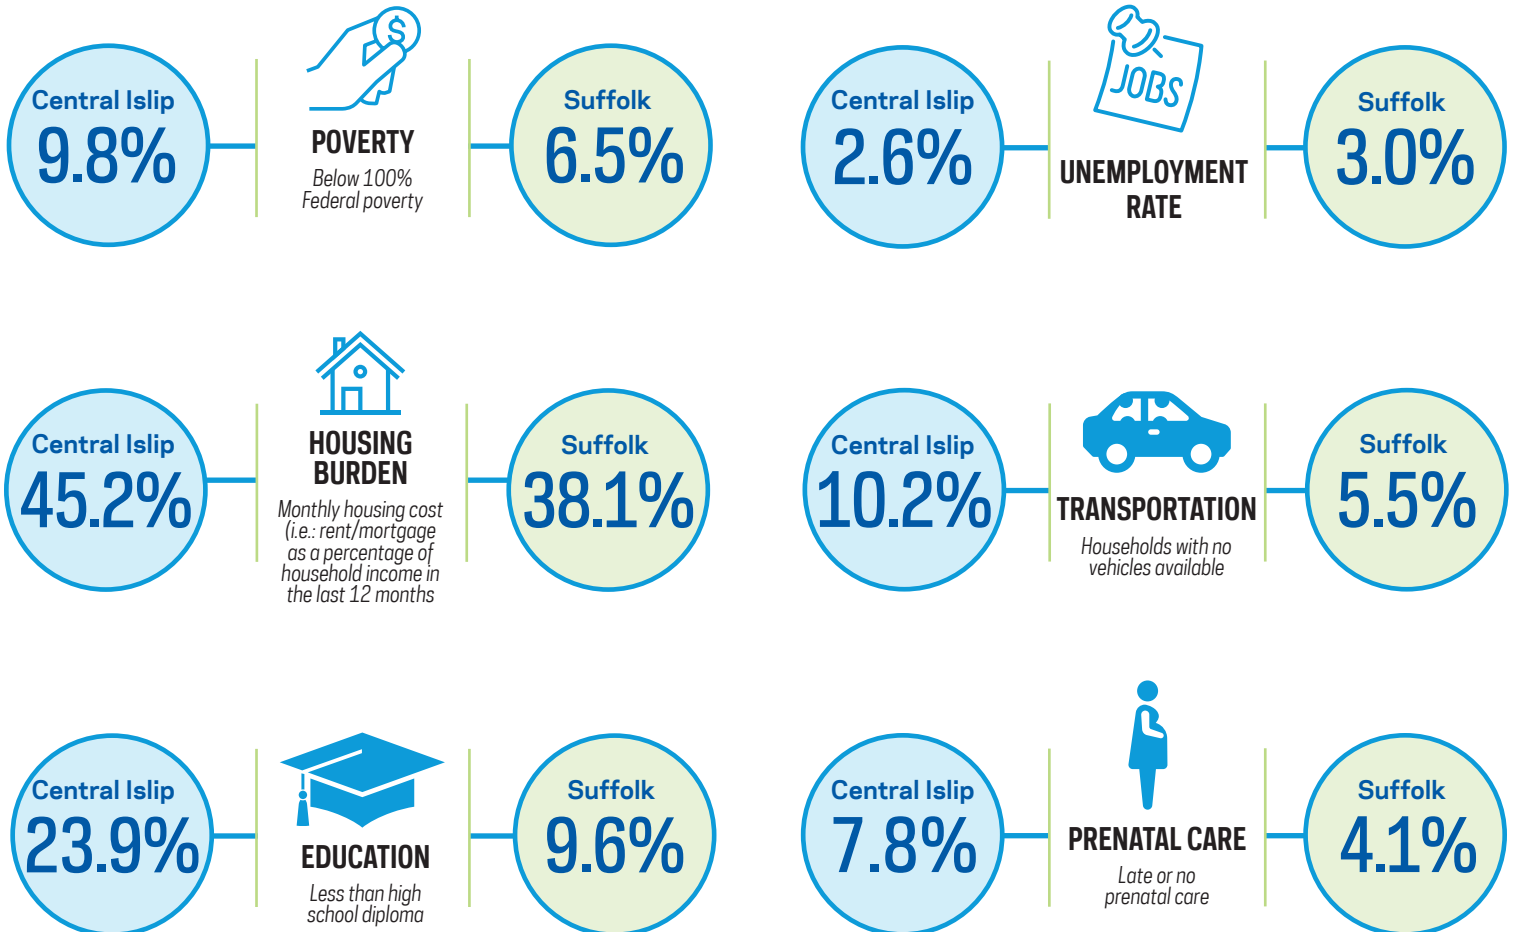 Central Islip
9.8%
$
POVERTY
Below 100%
Federal poverty
Suffolk
6.5%
Central Islip
2.6%
JOBS
UNEMPLOYMENT
RATE
Suffolk
3.0%
Central Islip
45.2%
HOUSING
BURDEN
Monthly housing cost
(i.e.: rent/mortgage
as a percentage of
household income in
the last 12 months
Suffolk
38.1%
Central Islip
10.2%
TRANSPORTATION
Households with no
vehicles available
Suffolk
5.5%
Central Islip
23.9%
EDUCATION
Less than high
school diploma
Suffolk
9.6%
Central Islip
7.8%
PRENATAL CARE
Late or no
prenatal care
Suffolk
4.1%